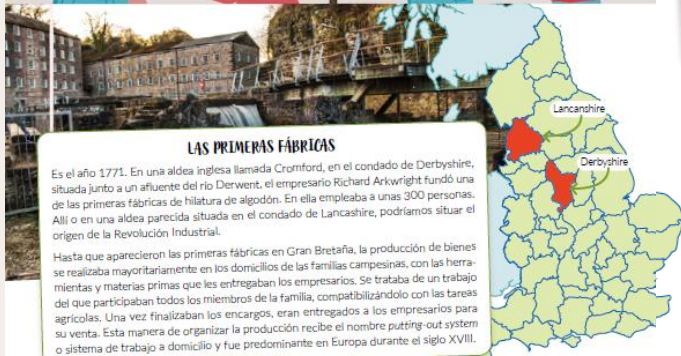 LAS PRIMERAS FÁBRICAS
Es el año 1771. En una aldea inglesa llamada Cromford, en el condado de Derbyshire,
situada junto a un afluente del río Derwent, el empresario Richard Arkwright fundó una
de las primeras fábricas de hilatura de algodón. En ella empleaba a unas 300 personas.
Allí o en una aldea parecida situada en el condado de Lancashire, podríamos situar el
origen de la Revolución Industrial.
Hasta que aparecieron las primeras fábricas en Gran Bretaña, la producción de bienes
se realizaba mayoritariamente en los domicilios de las familias campesinas, con las herra-
mientas y materias primas que les entregaban los empresarios. Se trataba de un trabajo
del que participaban todos los miembros de la familia, compatibilizándolo con las tareas
agrícolas. Una vez finalizaban los encargos, eran entregados a los empresarios para
su venta. Esta manera de organizar la producción recibe el nombre putting-out system
o sistema de trabajo a domicilio y fue predominante en Europa durante el siglo XVIII.
Lancanshire
Derbyshire